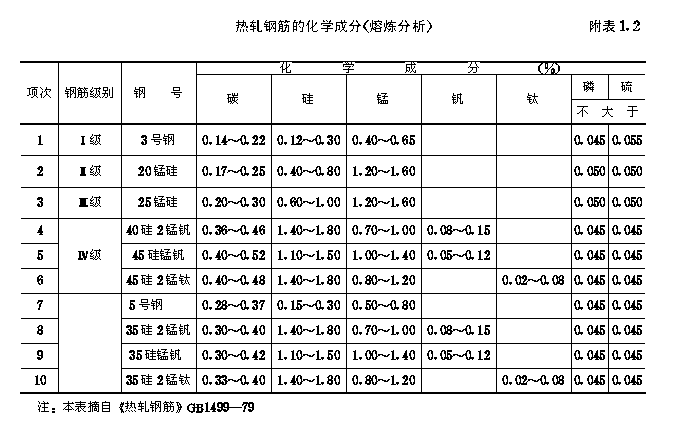 热轧钢筋的化学成分(熔炼分析) 附表1.2
化 学 成 分 (%)
项次 钢筋级别 钢 号 碳 硅 锰 钒 钛 磷 硫
不 大 于
1 Ⅰ级 3号钢 0.14~0.22 0.12~0.30 0.40~0.65 0.045 0.055
2 Ⅱ级 20锰硅 0.17~0.25 0.40~0.80 1.20~1.60 0.050 0.050
3 Ⅲ级 25锰硅 0.20~0.30 0.60~1.00 1.20~1.60 0.050 0.050
4 40硅2锰钒 0.36~0.46 1.40~1.80 0.70~1.00 0.08~0.15 0.045 0.045
5 Ⅳ级 45硅锰钒 0.40~0.52 1.10~1.50 1.00~1.40 0.05~0.12 0.045 0.045
6 45硅2锰钛 0.40~0.48 1.40~1.80 0.80~1.20 0.02~0.08 0.045 0.045
7 5号钢 0.28~0.37 0.15~0.30 0.50~0.80 0.045 0.045
8 35硅2锰钒 0.30~0.40 1.40~1.80 0.70~1.00 0.08~0.15 0.045 0.045
9 35硅锰钒 0.30~0.42 1.10~1.50 1.00~1.40 0.05~0.12 0.045 0.045
10 35硅2锰钛 0.33~0.40 1.40~1.80 0.80~1.20 0.02~0.08 0.045 0.045
注：本表摘自《热轧钢筋》GB1499—79